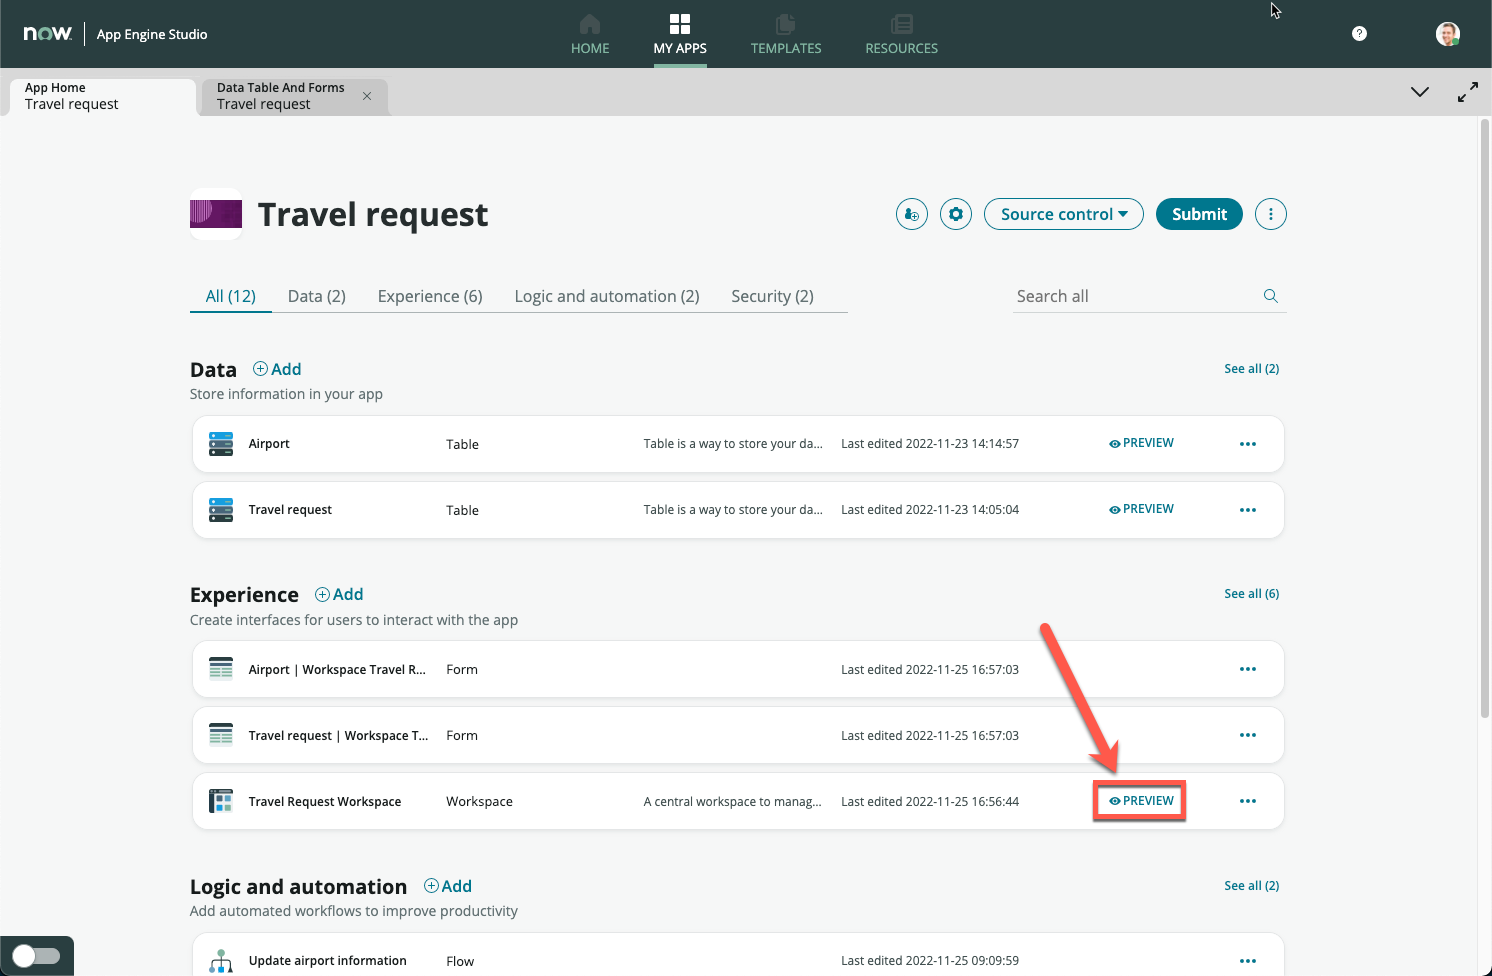 now. App Engine Studio
HOME
MY APPS
TEMPLATES
RESOURCES
?
App Home
Travel request
Data Table And Forms
Travel request
Travel request
Source control
Submit
All (12)
Data (2)
Experience (6)
Logic and automation (2)
Security (2)
Search all
Data
Add
See all (2)
Store information in your app
Airport Table Table is a way to store your da... Last edited 2022-11-23 14:14:57 PREVIEW
Travel request Table Table is a way to store your da... Last edited 2022-11-23 14:05:04 PREVIEW
Experience
Add
See all (6)
Create interfaces for users to interact with the app
Airport | Workspace Travel R... Form Last edited 2022-11-25 16:57:03
Travel request | Workspace T... Form Last edited 2022-11-25 16:57:03
Travel Request Workspace Workspace A central workspace to manag... Last edited 2022-11-25 16:56:44 PREVIEW
Logic and automation
Add
See all (2)
Add automated workflows to improve productivity
Update airport information Flow Last edited 2022-11-25 09:09:59